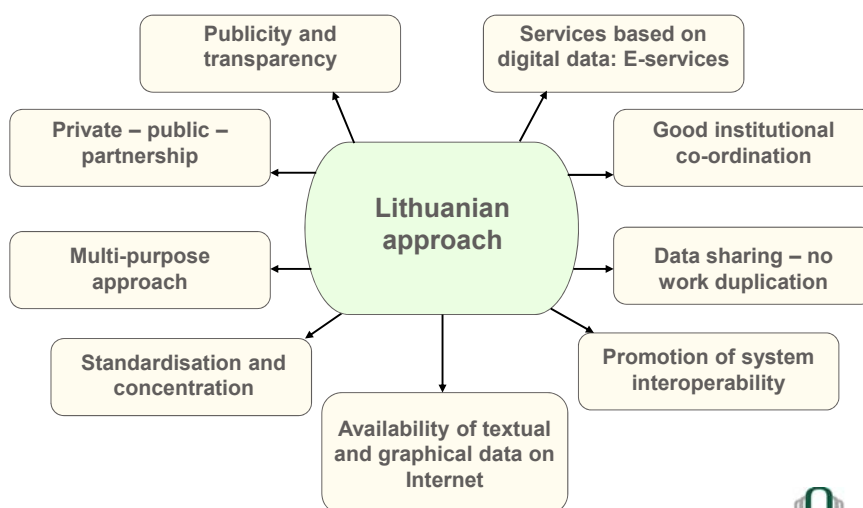 Publicity and
transparency
Services based on
digital data: E-services
Private – public –
partnership
Good institutional
co-ordination
Lithuanian
approach
Multi-purpose
approach
Data sharing – no
work duplication
Standardisation and
concentration
Promotion of system
interoperability
Availability of textual
and graphical data on
Internet